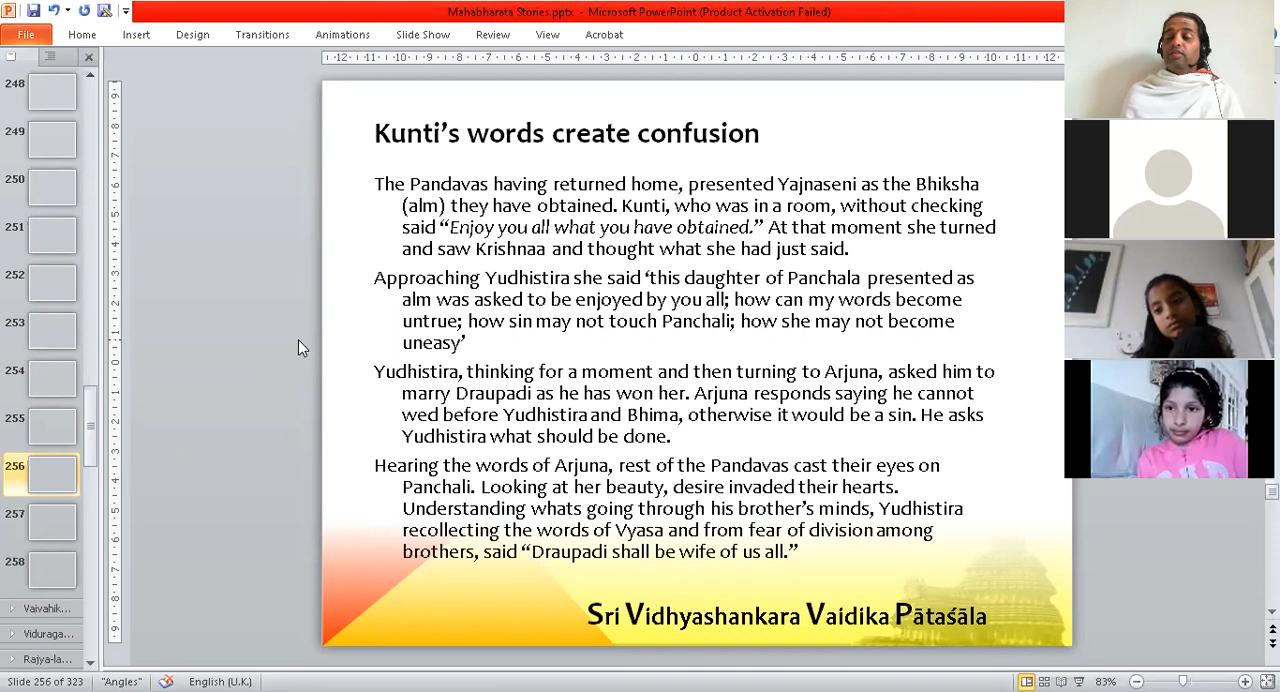 Mahabharata Stories.pptx - Microsoft PowerPoint (Product Activation Failed)
File Home Insert Design Transitions Animations Slide Show Review View Acrobat
248
249
250
251
252
253
254
255
256
257
258
Vaivahik...
Viduraga...
Rajya-la...
Kunti's words create confusion
The Pandavas having returned home, presented Yajnaseni as the Bhiksha
(alm) they have obtained. Kunti, who was in a room, without checking
said “Enjoy you all what you have obtained.” At that moment she turned
and saw Krishnaa and thought what she had just said.
Approaching Yudhistira she said ‘this daughter of Panchala presented as
alm was asked to be enjoyed by you all; how can my words become
untrue; how sin may not touch Panchali; how she may not become
uneasy’
Yudhistira, thinking for a moment and then turning to Arjuna, asked him to
marry Draupadi as he has won her. Arjuna responds saying he cannot
wed before Yudhistira and Bhima, otherwise it would be a sin. He asks
Yudhistira what should be done.
Hearing the words of Arjuna, rest of the Pandavas cast their eyes on
Panchali. Looking at her beauty, desire invaded their hearts.
Understanding whats going through his brother’s minds, Yudhistira
recollecting the words of Vyasa and from fear of division among
brothers, said “Draupadi shall be wife of us all.”
Sri Vidhyashankara Vaidika Pātaśāla
Slide 256 of 323 "Angles" English (U.K.) 83%